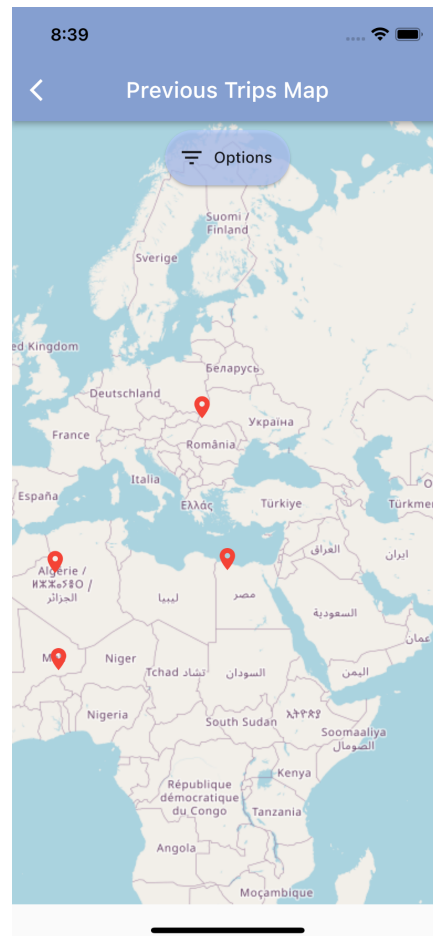 8:39
Previous Trips Map
Options
Suomi /
Finland
Sverige
ed Kingdom
Беларусь
Deutschland
Україна
France
România
Italia
España
Ελλάς
Türkiye
Türkme
العراق
ایران
Algérie /
ⵍⵣⵣⴰⵢⴻⵔ /
الجزائر
ليبيا
مصر
السعودية
عمان
Niger
Tchad تشاد
السودان
اليمن
Nigeria
South Sudan
ኢትዮጵያ
Soomaaliya
الصومال
Kenya
République
démocratique
du Congo
Tanzania
Angola
Moçambique